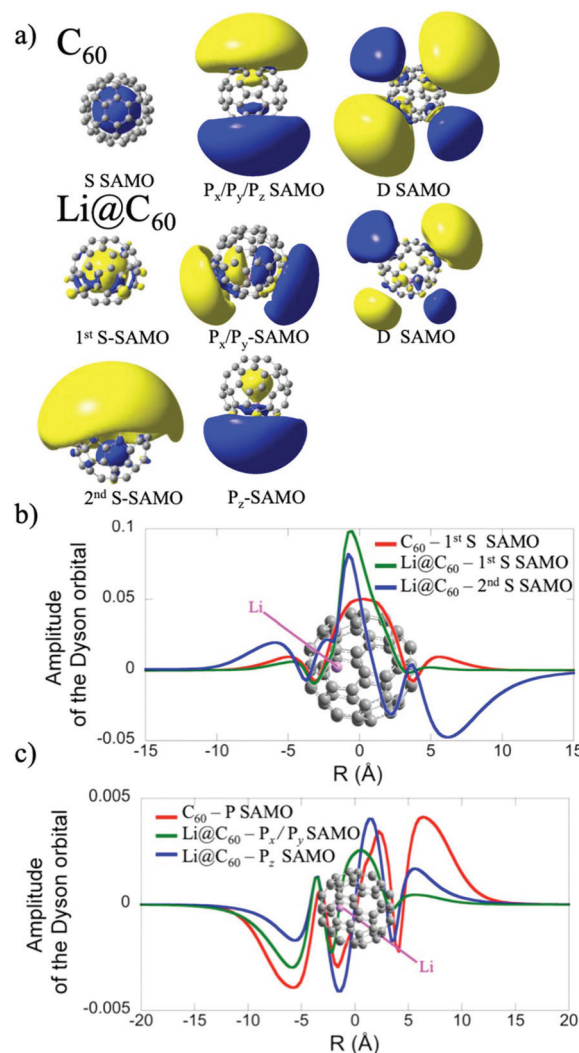 a)
C60
S SAMO
Px/Py/Pz SAMO
D SAMO
Li@C60
1st S-SAMO
Px/Py-SAMO
D SAMO
2nd S-SAMO
Pz-SAMO
b)
0.1
0.05
0
-0.05
Amplitude
of the Dyson orbital
C60 – 1st S SAMO
Li@C60 – 1st S SAMO
Li@C60 – 2nd S SAMO
Li
-15
-10
-5
0
5
10
15
R (Å)
c)
0.005
0
-0.005
Amplitude
of the Dyson orbital
C60 – P SAMO
Li@C60 – Px/Py SAMO
Li@C60 – Pz SAMO
Li
-20
-15
-10
-5
0
5
10
15
20
R (Å)